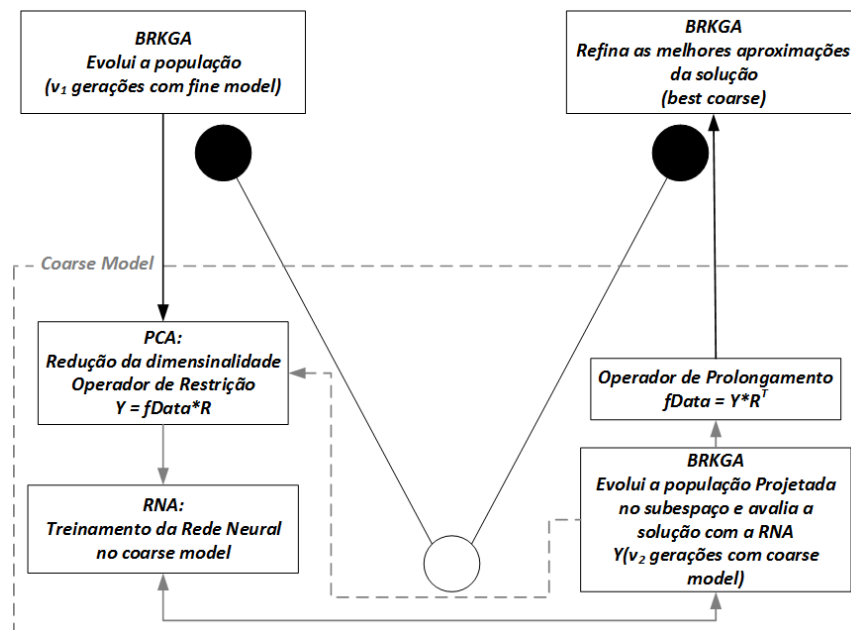 BRKGA
Evolui a população
(v₁ gerações com fine model)
BRKGA
Refina as melhores aproximações
da solução
(best coarse)
Coarse Model
PCA:
Redução da dimensinalidade
Operador de Restrição
Y = fData*R
Operador de Prolongamento
fData = Y*Rᵀ
RNA:
Treinamento da Rede Neural
no coarse model
BRKGA
Evolui a população Projetada
no subespaço e avalia a
solução com a RNA
Y(v₂ gerações com coarse
model)